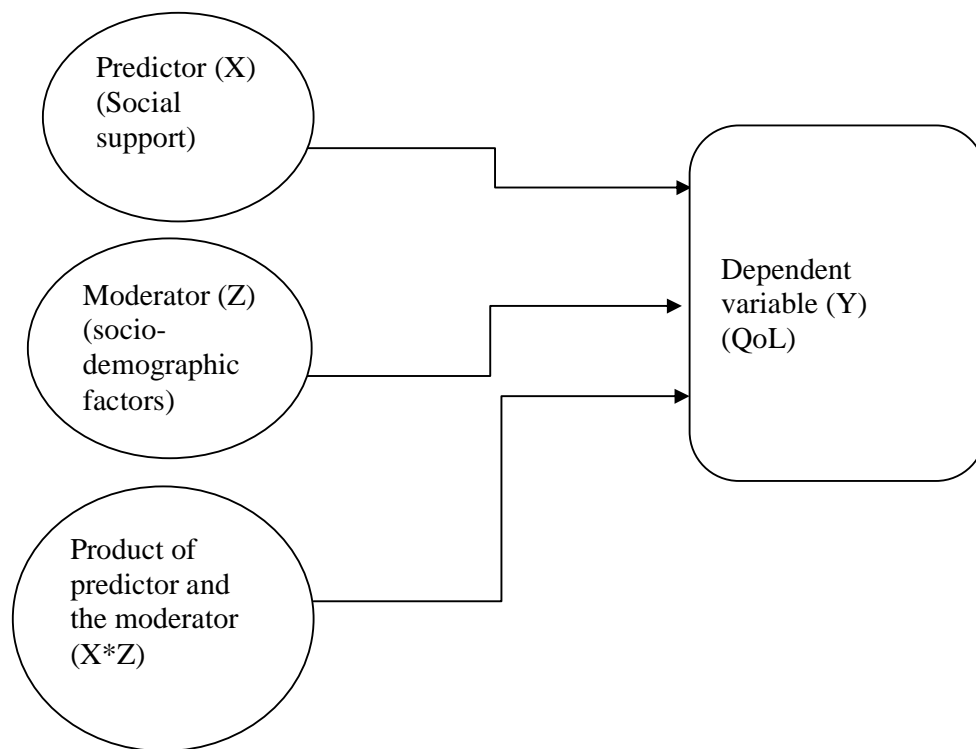 Predictor (X)
(Social
support)
Moderator (Z)
(socio-
demographic
factors)
Dependent
variable (Y)
(QoL)
Product of
predictor and
the moderator
(X*Z)